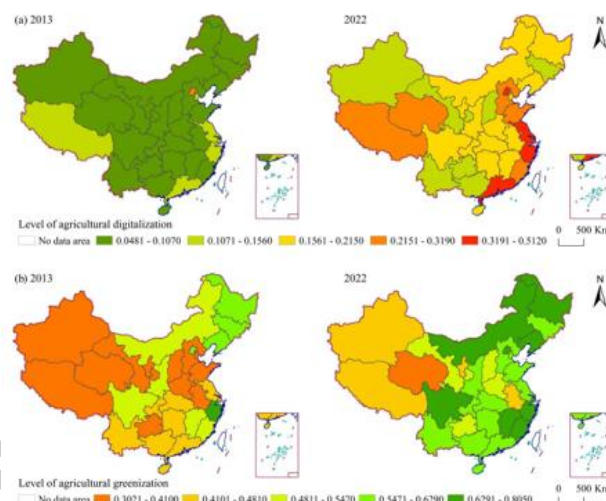 (a) 2013
2022
N
Level of agricultural digitalization
No data area 0.0481 - 0.1070 0.1071 - 0.1560 0.1561 - 0.2150 0.2151 - 0.3190 0.3191 - 0.5120
0 500 Km
(b) 2013
2022
N
Level of agricultural greenization
No data area 0.3021 - 0.4100 0.4101 - 0.4810 0.4811 - 0.5470 0.5471 - 0.6290 0.6291 - 0.8050
0 500 Km